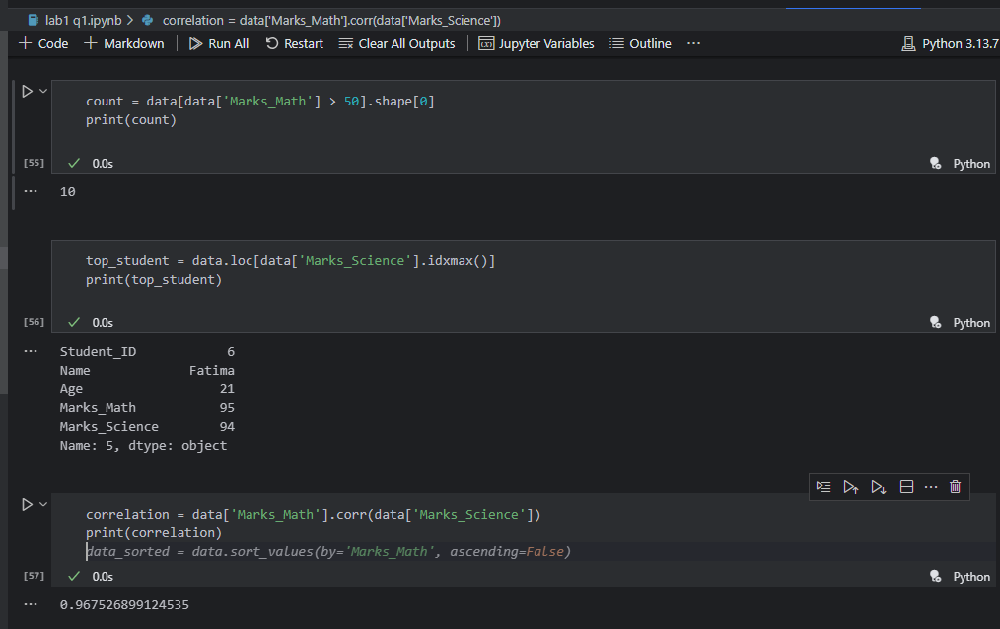 lab1 q1.ipynb > correlation = data['Marks_Math'].corr(data['Marks_Science'])
+ Code + Markdown | Run All Restart Clear All Outputs | Jupyter Variables Outline ... Python 3.13.7
count = data[data['Marks_Math'] > 50].shape[0]
print(count)
[55] ✓ 0.0s Python
... 10
top_student = data.loc[data['Marks_Science'].idxmax()]
print(top_student)
[56] ✓ 0.0s Python
... Student_ID 6
Name Fatima
Age 21
Marks_Math 95
Marks_Science 94
Name: 5, dtype: object
correlation = data['Marks_Math'].corr(data['Marks_Science'])
print(correlation)
data_sorted = data.sort_values(by='Marks_Math', ascending=False)
[57] ✓ 0.0s Python
... 0.967526899124535